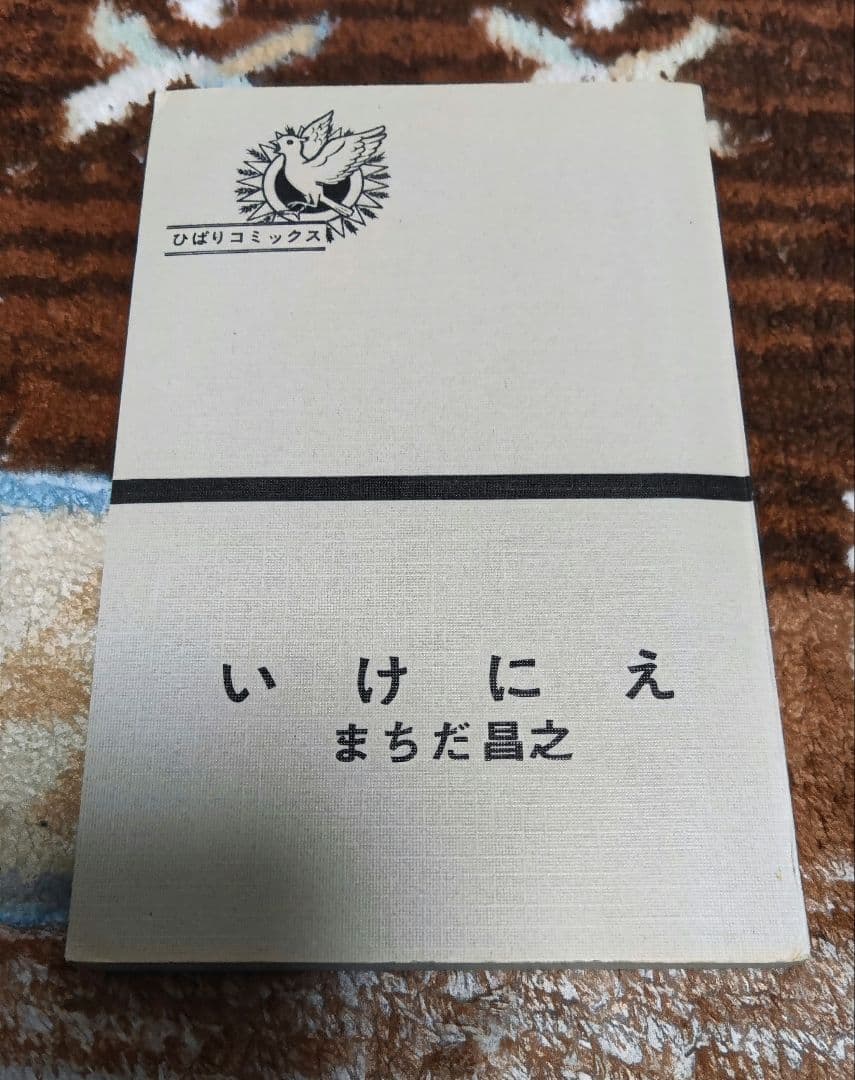 ひばりコミックス
いけにえ
まちだ昌之